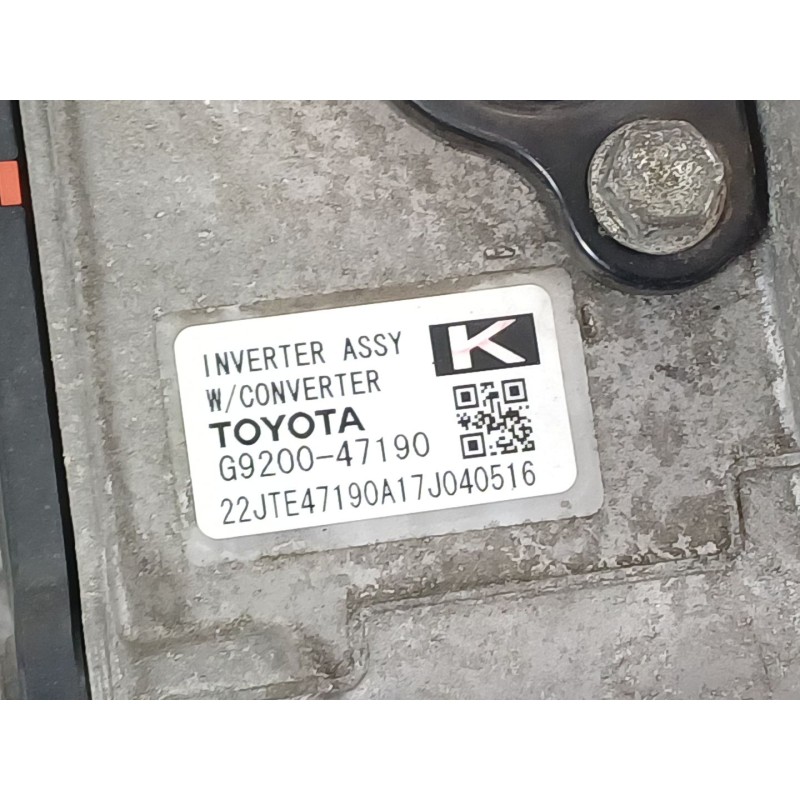 INVERTER ASSY
K
W/CONVERTER
TOYOTA
G9200-47190
22JTE47190A17J040516